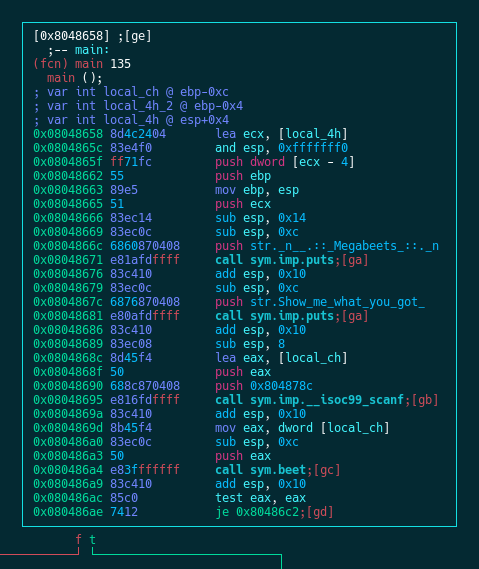 [0x8048658] ;[ge]
;-- main:
(fcn) main 135
main ();
; var int local_ch @ ebp-0xc
; var int local_4h_2 @ ebp-0x4
; var int local_4h @ esp+0x4
0x08048658 8d4c2404 lea ecx, [local_4h]
0x0804865c 83e4f0 and esp, 0xfffffff0
0x0804865f ff71fc push dword [ecx - 4]
0x08048662 55 push ebp
0x08048663 89e5 mov ebp, esp
0x08048665 51 push ecx
0x08048666 83ec14 sub esp, 0x14
0x08048669 83ec0c sub esp, 0xc
0x0804866c 6860870408 push str._n__.::_Megabeets_::._n
0x08048671 e81afdffff call sym.imp.puts;[ga]
0x08048676 83c410 add esp, 0x10
0x08048679 83ec0c sub esp, 0xc
0x0804867c 6876870408 push str.Show_me_what_you_got_
0x08048681 e80afdffff call sym.imp.puts;[ga]
0x08048686 83c410 add esp, 0x10
0x08048689 83ec08 sub esp, 8
0x0804868c 8d45f4 lea eax, [local_ch]
0x0804868f 50 push eax
0x08048690 688c870408 push 0x804878c
0x08048695 e816fdffff call sym.imp.__isoc99_scanf;[gb]
0x0804869a 83c410 add esp, 0x10
0x0804869d 8b45f4 mov eax, dword [local_ch]
0x080486a0 83ec0c sub esp, 0xc
0x080486a3 50 push eax
0x080486a4 e83fffffff call sym.beet;[gc]
0x080486a9 83c410 add esp, 0x10
0x080486ac 85c0 test eax, eax
0x080486ae 7412 je 0x80486c2;[gd]
f t